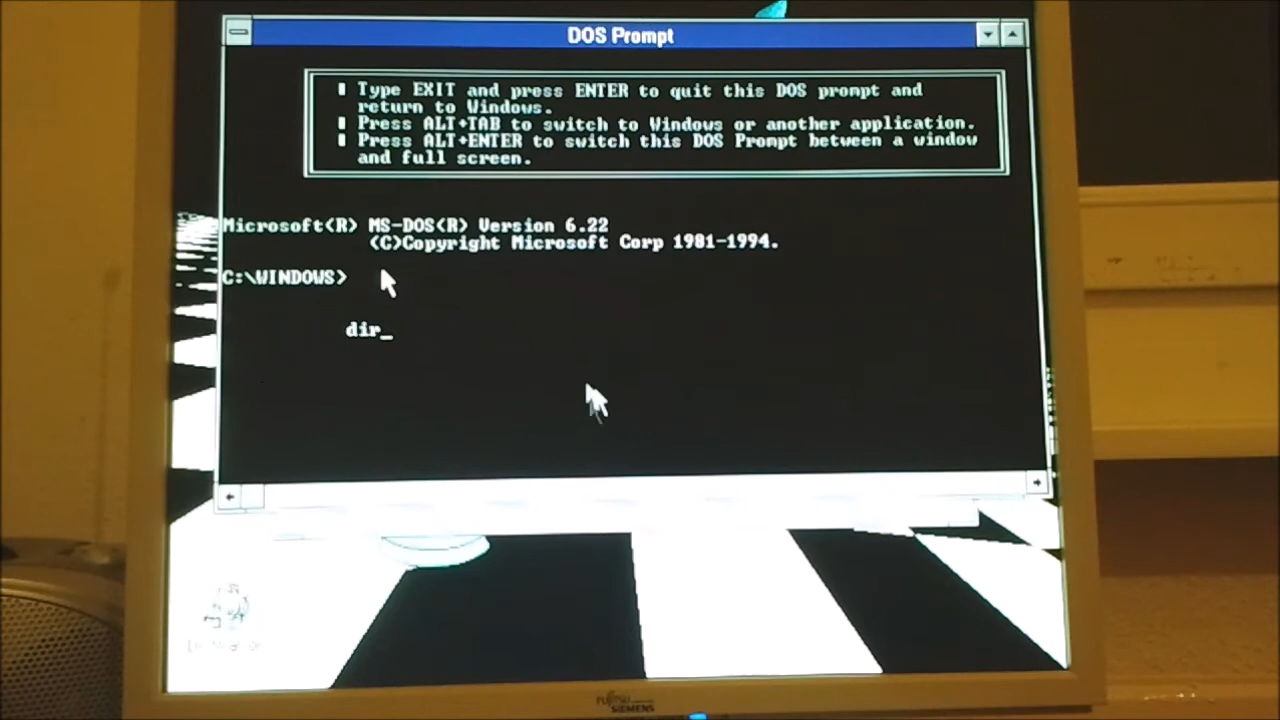 DOS Prompt
Type EXIT and press ENTER to quit this DOS prompt and
return to Windows.
Press ALT+TAB to switch to Windows or another application.
Press ALT+ENTER to switch this DOS Prompt between a window
and full screen.
Microsoft(R) MS-DOS(R) Version 6.22
(C)Copyright Microsoft Corp 1981-1994.
C:\WINDOWS>
dir_
FUJITSU
SIEMENS